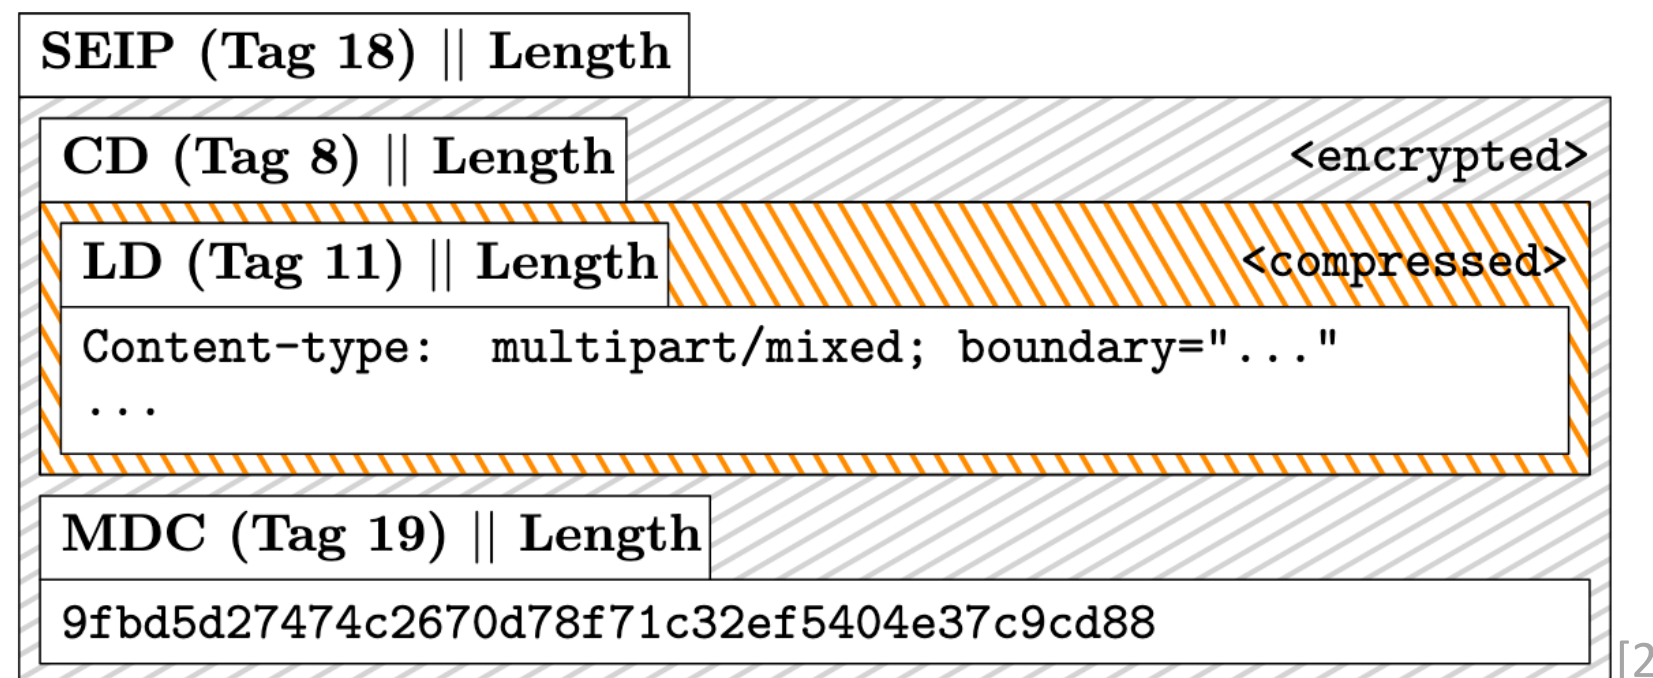 SEIP (Tag 18) || Length
CD (Tag 8) || Length
<encrypted>
LD (Tag 11) || Length
<compressed>
Content-type: multipart/mixed; boundary="..."
...
MDC (Tag 19) || Length
9fbd5d27474c2670d78f71c32ef5404e37c9cd88
[2